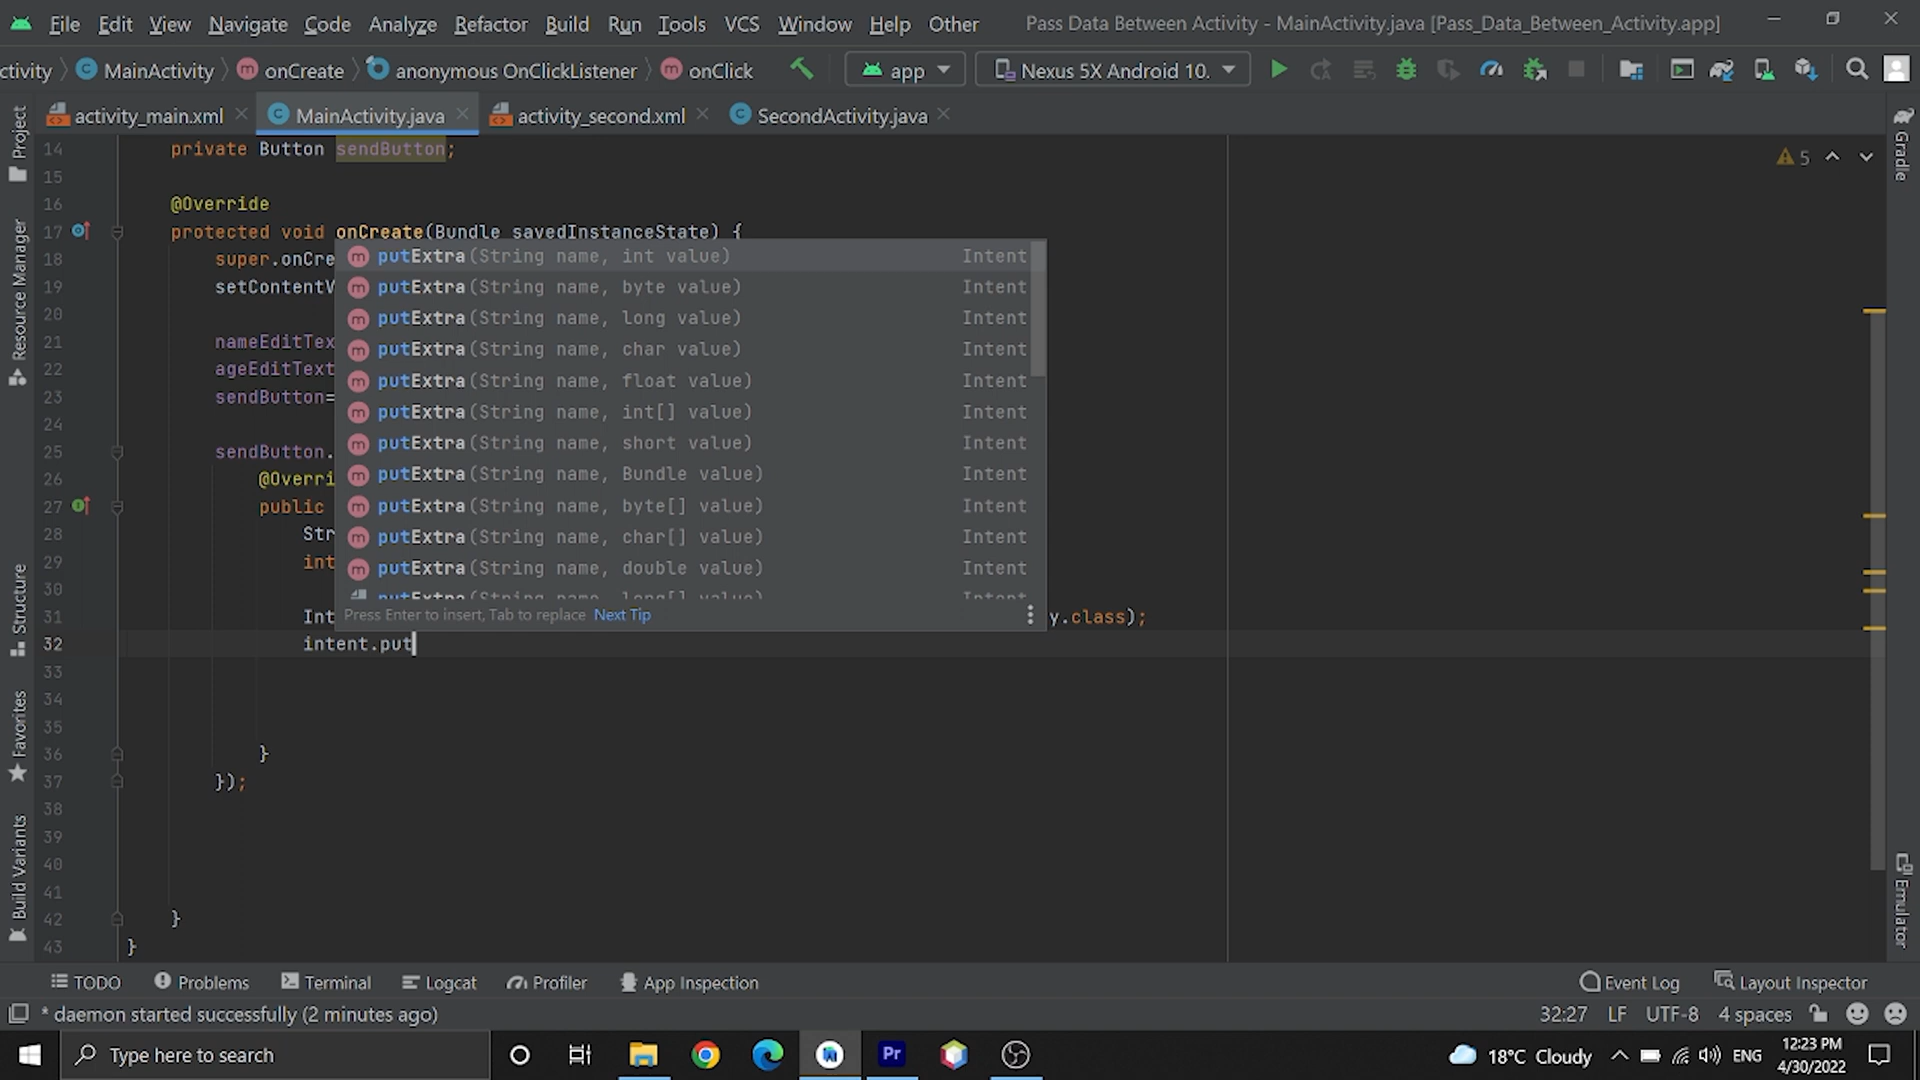 File Edit View Navigate Code Analyze Refactor Build Run Tools VCS Window Help Other Pass Data Between Activity - MainActivity.java [Pass_Data_Between_Activity.app]
ctivity MainActivity onCreate anonymous OnClickListener onClick app Nexus 5X Android 10.
activity_main.xml MainActivity.java activity_second.xml SecondActivity.java
Project
Resource Manager
Structure
Favorites
Build Variants
Gradle
Emulator
5
14 private Button sendButton;
15
16 @Override
17 protected void onCreate(Bundle savedInstanceState) {
18 super.onCre
19 setContentV
20
21 nameEditTex
22 ageEditText
23 sendButton=
24
25 sendButton.
26 @Overri
27 public
28 Str
29 int
30
31 Int y.class);
32 intent.put
33
34
35
36 }
37 });
38
39
40
41
42 }
43 }
putExtra(String name, int value) Intent
putExtra(String name, byte value) Intent
putExtra(String name, long value) Intent
putExtra(String name, char value) Intent
putExtra(String name, float value) Intent
putExtra(String name, int[] value) Intent
putExtra(String name, short value) Intent
putExtra(String name, Bundle value) Intent
putExtra(String name, byte[] value) Intent
putExtra(String name, char[] value) Intent
putExtra(String name, double value) Intent
putExtra(String name, long[] value) Intent
Press Enter to insert, Tab to replace Next Tip
TODO Problems Terminal Logcat Profiler App Inspection Event Log Layout Inspector
* daemon started successfully (2 minutes ago) 32:27 LF UTF-8 4 spaces
Type here to search Pr 18°C Cloudy ENG 12:23 PM
4/30/2022